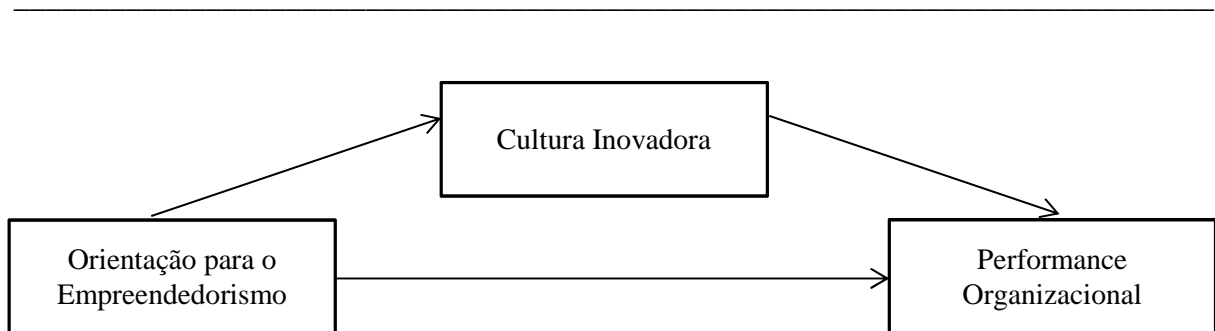 Cultura Inovadora
Orientação para o
Empreendedorismo
Performance
Organizacional